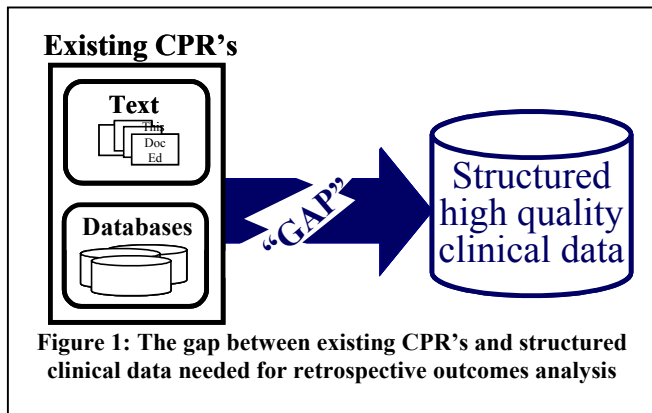 Existing CPR’s
Text
This
Doc
Ed
Databases
“GAP”
Structured
high quality
clinical data
Figure 1: The gap between existing CPR’s and structured
clinical data needed for retrospective outcomes analysis